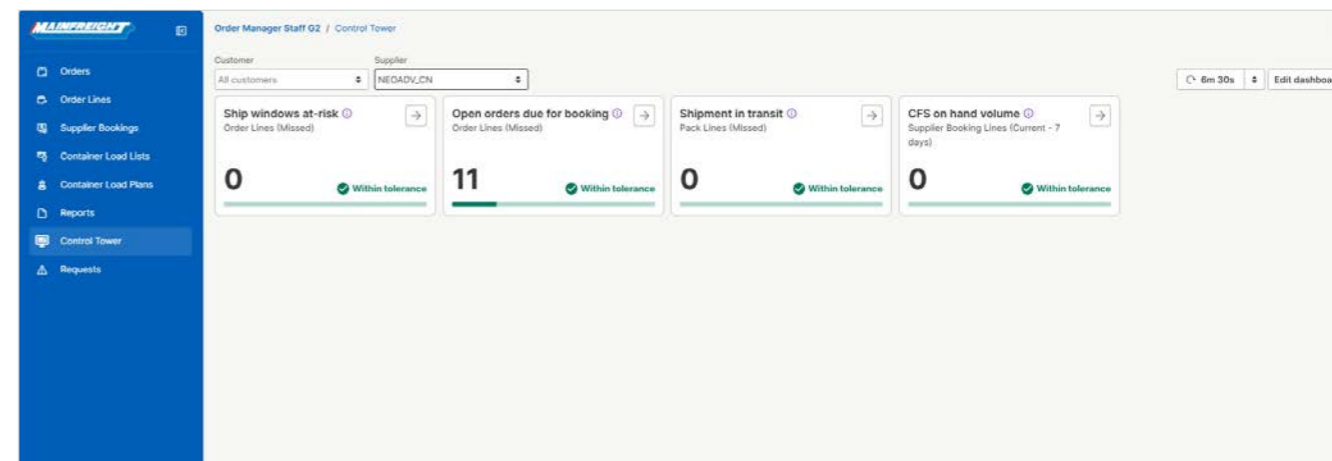 MAINFREIGHT
Order Manager Staff G2 / Control Tower
Orders
Order Lines
Supplier Bookings
Container Load Lists
Container Load Plans
Reports
Control Tower
Requests
Customer
All customers
Supplier
NEOADV_CN
6m 30s
Edit dashboa
Ship windows at-risk
Order Lines (Missed)
0
Within tolerance
Open orders due for booking
Order Lines (Missed)
11
Within tolerance
Shipment in transit
Pack Lines (Missed)
0
Within tolerance
CFS on hand volume
Supplier Booking Lines (Current - 7
days)
0
Within tolerance